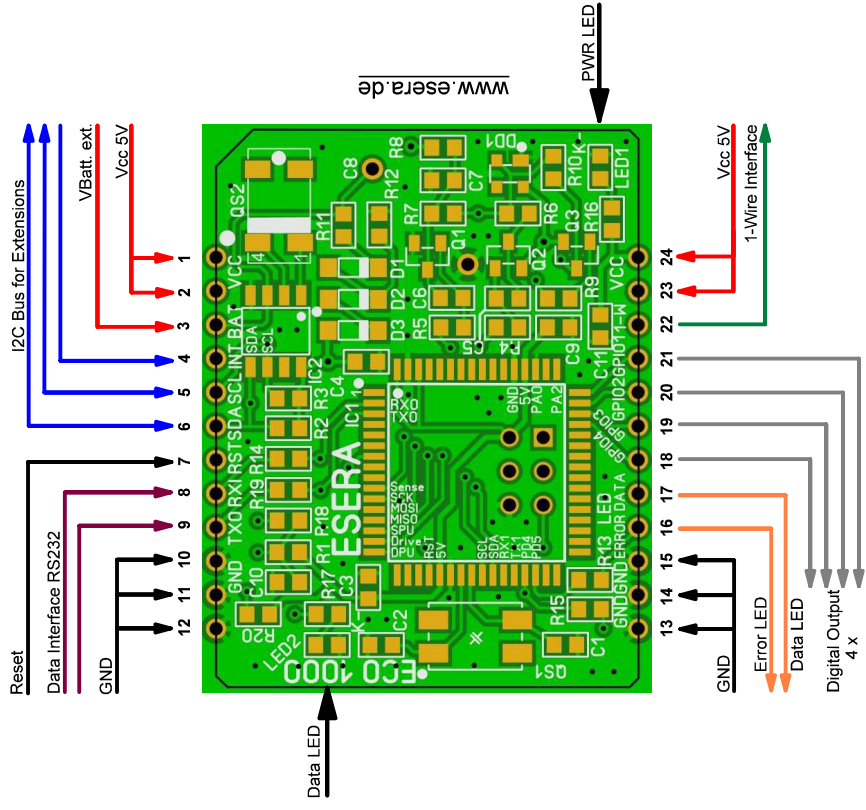 PWR LED
www.esera.de
I2C Bus for Extensions
VBatt. ext.
Vcc 5V
Vcc 5V
1-Wire Interface
1
2
3
4
5
6
7
8
9
10
11
12
24
23
22
21
20
19
18
17
16
15
14
13
VCC
BAT
INT
SCL
SDA
RST
RXI
TXO
GND
VCC
GPIO11-W
GPIO2
GPIO3
GPIO4
LED DATA
ERROR
GND
GND
QS2
4
1
C8
R8
DD1
K-
R10
LED1
C7
R12
R11
R7
R6
Q3
R16
Q1
Q2
D1
D2
D3
C6
R5
R9
C9
C11
SDA
SCL
IC2
C4
IC1
1
R3
R2
R14
R19
R18
R1
C10
R20
R17
C3
K
LED2
C2
C1
QS1
R15
R13
RXO
TXO
GND
5V
PA0
PA2
Sense
SCK
MOSI
MISO
SPU
Drive
DPU
RST
5V
SCL
SDA
RX1
TX1
PD4
PD5
ESERA
ECO 1000
Reset
Data Interface RS232
GND
Data LED
GND
Error LED
Data LED
Digital Output
4 x